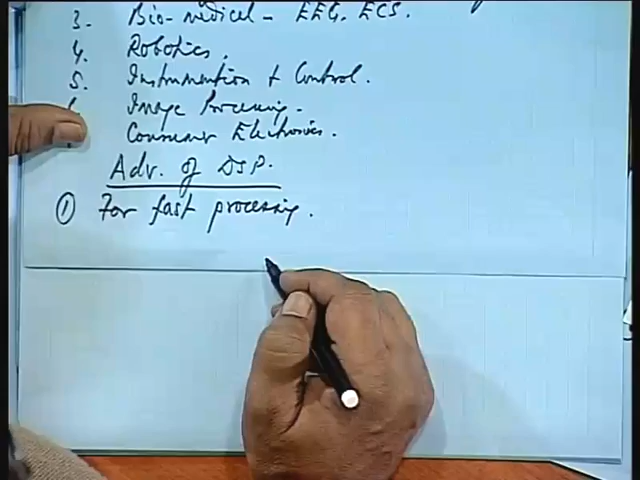 3. Bio-medical - EEG. ECG.
4. Robotics.
5. Instrumention & Control.
Image Processing.
Consumer Electronics.
Adv. of DSP.
① For fast processing.